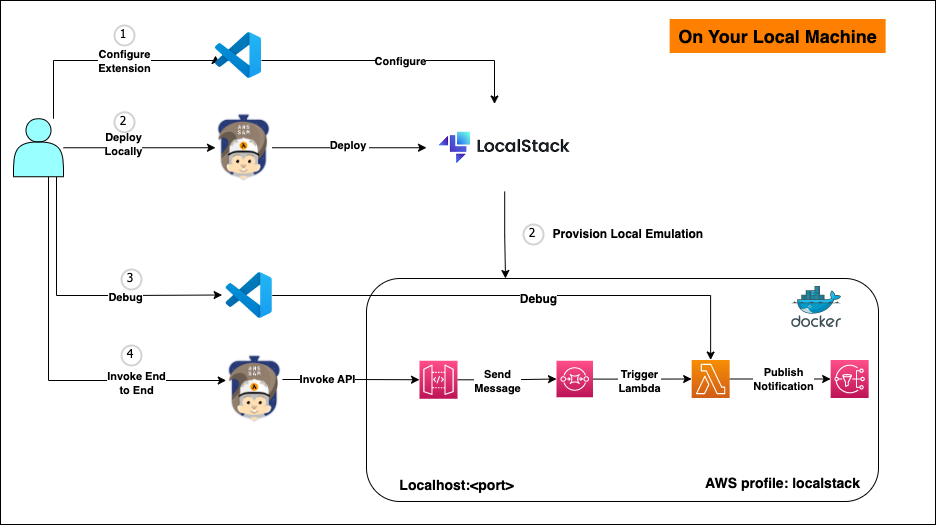 On Your Local Machine
1
Configure
Extension
Configure
2
Deploy
Locally
AWS
SAM
Deploy
LocalStack
2
Provision Local Emulation
3
Debug
Debug
docker
4
Invoke End
to End
AWS
SAM
Invoke API
Send
Message
Trigger
Lambda
Publish
Notification
Localhost:<port>
AWS profile: localstack